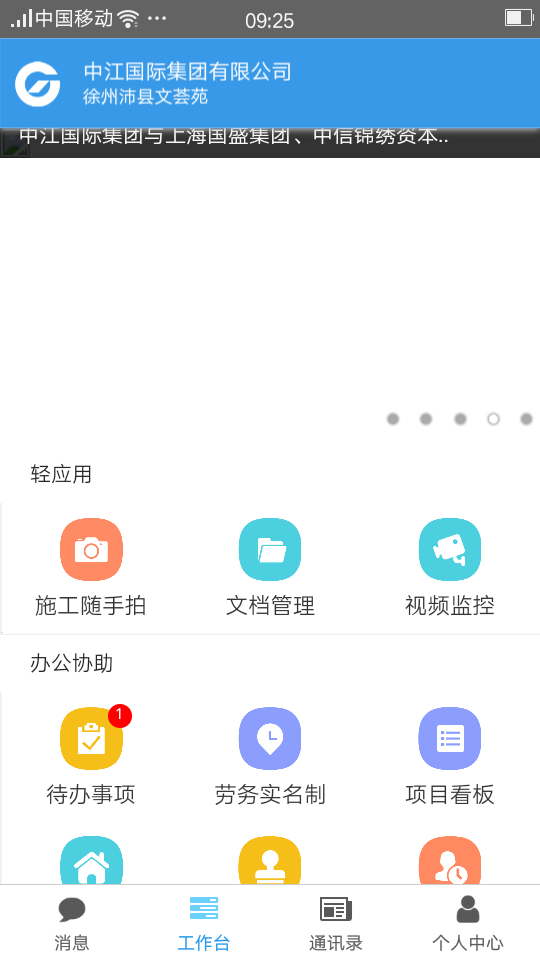 中国移动 09:25
中江国际集团有限公司
徐州沛县文荟苑
中江国际集团与上海国盛集团、中信锦绣资本..
轻应用
施工随手拍 文档管理 视频监控
办公协助
1
待办事项 劳务实名制 项目看板
消息 工作台 通讯录 个人中心